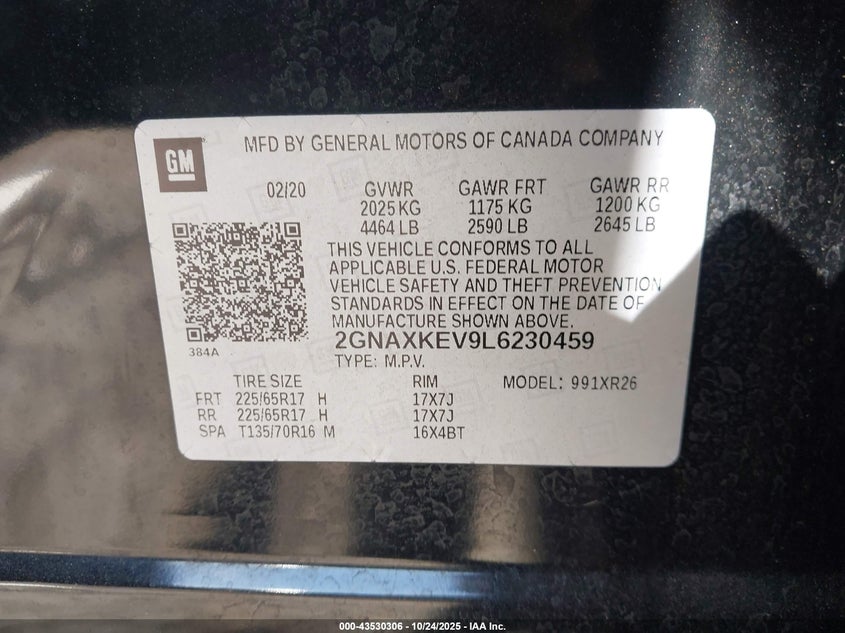 GM
MFD BY GENERAL MOTORS OF CANADA COMPANY
02/20 GVWR GAWR FRT GAWR RR
2025 KG 1175 KG 1200 KG
4464 LB 2590 LB 2645 LB
THIS VEHICLE CONFORMS TO ALL
APPLICABLE U.S. FEDERAL MOTOR
VEHICLE SAFETY AND THEFT PREVENTION
STANDARDS IN EFFECT ON THE DATE OF
MANUFACTURE SHOWN ABOVE.
384A
2GNAXKEV9L6230459
TYPE: M.P.V.
TIRE SIZE RIM MODEL: 991XR26
FRT 225/65R17 H 17X7J
RR 225/65R17 H 17X7J
SPA T135/70R16 M 16X4BT
000-43530306 - 10/24/2025 - IAA Inc.